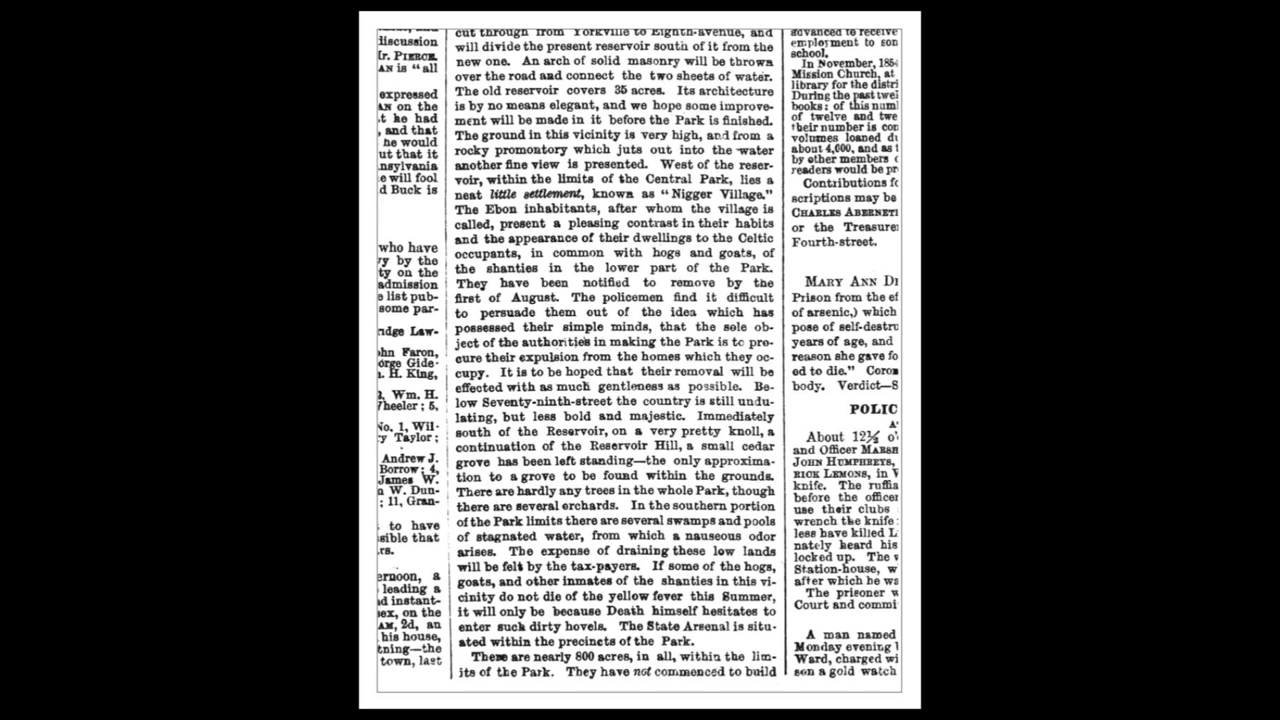 discussion
Mr. PIERCE.
AN is "all
expressed
AN on the
he had
, and that
he would
ut that it
nsylvania
e will fool
d Buck is
who have
by the
ty on the
admission
e list pub-
some par-
idge Law-
hn Faron,
orge Gide-
. H. King,
, Wm. H.
Wheeler; 5,
No. 1, Wil-
y Taylor;
Andrew J.
Borrow; 4,
James W.
W. Dun-
; 11, Gran-
to have
sible that
rs.
ernoon, a
leading a
d instant-
ex, on the
AM, 2d, an
his house,
tning—the
town, last
cut through from Yorkville to Eighth-avenue, and
will divide the present reservoir south of it from the
new one. An arch of solid masonry will be thrown
over the road and connect the two sheets of water.
The old reservoir covers 35 acres. Its architecture
is by no means elegant, and we hope some improve-
ment will be made in it before the Park is finished.
The ground in this vicinity is very high, and from a
rocky promontory which juts out into the water
another fine view is presented. West of the reser-
voir, within the limits of the Central Park, lies a
neat little settlement, known as "Nigger Village."
The Ebon inhabitants, after whom the village is
called, present a pleasing contrast in their habits
and the appearance of their dwellings to the Celtic
occupants, in common with hogs and goats, of
the shanties in the lower part of the Park.
They have been notified to remove by the
first of August. The policemen find it difficult
to persuade them out of the idea which has
possessed their simple minds, that the sole ob-
ject of the authorities in making the Park is to pro-
cure their expulsion from the homes which they oc-
cupy. It is to be hoped that their removal will be
effected with as much gentleness as possible. Be-
low Seventy-ninth-street the country is still undu-
lating, but less bold and majestic. Immediately
south of the Reservoir, on a very pretty knoll, a
continuation of the Reservoir Hill, a small cedar
grove has been left standing—the only approxima-
tion to a grove to be found within the grounds.
There are hardly any trees in the whole Park, though
there are several orchards. In the southern portion
of the Park limits there are several swamps and pools
of stagnated water, from which a nauseous odor
arises. The expense of draining these low lands
will be felt by the tax-payers. If some of the hogs,
goats, and other inmates of the shanties in this vi-
cinity do not die of the yellow fever this Summer,
it will only be because Death himself hesitates to
enter such dirty hovels. The State Arsenal is situ-
ated within the precincts of the Park.
There are nearly 800 acres, in all, within the lim-
its of the Park. They have not commenced to build
advanced to receive
employment to son
school.
In November, 185
Mission Church, at
library for the distri
During the past twel
books: of this numl
of twelve and twe
their number is con
volumes loaned du
about 4,000, and as t
by other members
readers would be pr
Contributions fo
scriptions may be
CHARLES ABERNETI
or the Treasurer
Fourth-street.
MARY ANN DI
Prison from the ef
of arsenic,) which
pose of self-destru
years of age, and
reason she gave fo
ed to die." Coron
body. Verdict—S
POLIC
About 12½ o'
and Officer MARSH
JOHN HUMPHREYS,
RICK LEMONS, in
knife. The ruffia
before the officer
use their clubs
wrench the knife
less have killed L
nately heard his
locked up. The
Station-house, w
after which he wa
The prisoner w
Court and commi
A man named
Monday evening
Ward, charged wi
son a gold watch